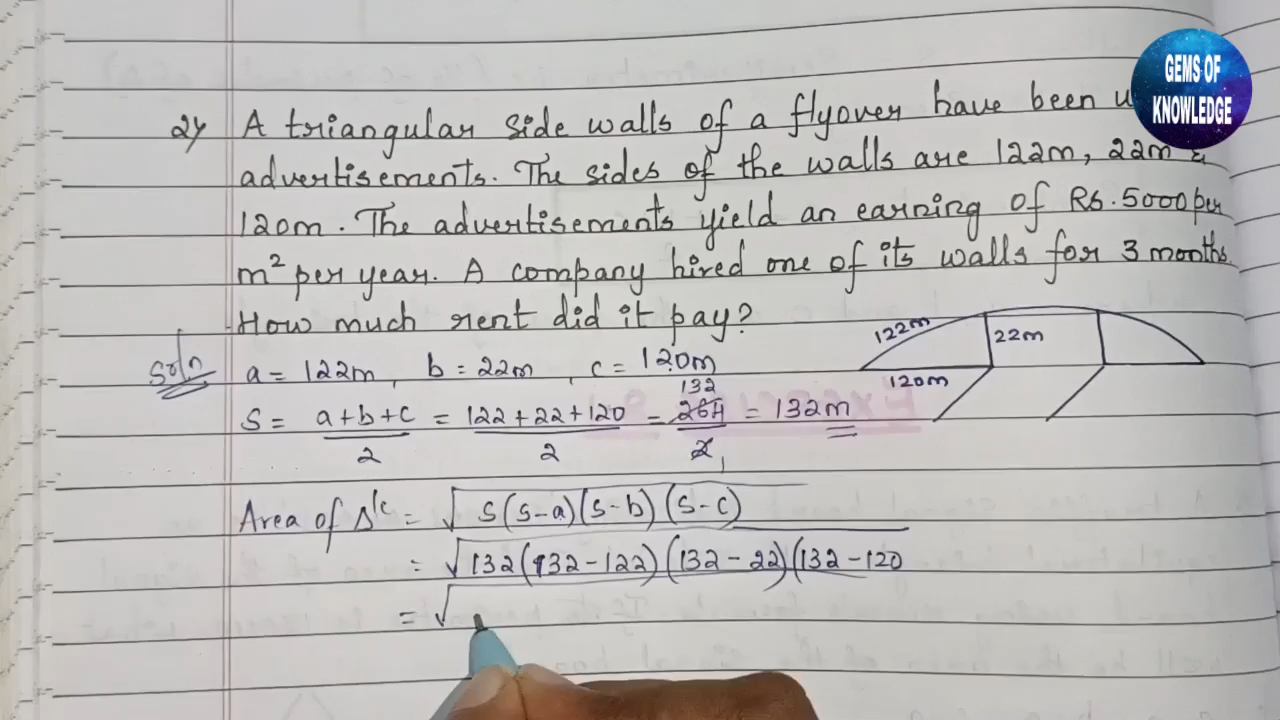 GEMS OF
KNOWLEDGE
2) A triangular side walls of a flyover have been
advertisements. The sides of the walls are 122m, 22m &
120m. The advertisements yield an earning of Rs. 5000 per
m² per year. A company hired one of its walls for 3 months.
How much rent did it pay?
Soln
a = 122m, b = 22m, c = 120m
S = a+b+c/2 = 122+22+120/2 = 264/2 = 132m
132
1
122m
22m
120m
Area of Δ'c = √S(S-a)(S-b)(S-c)
= √132(132-122)(132-22)(132-120
= √